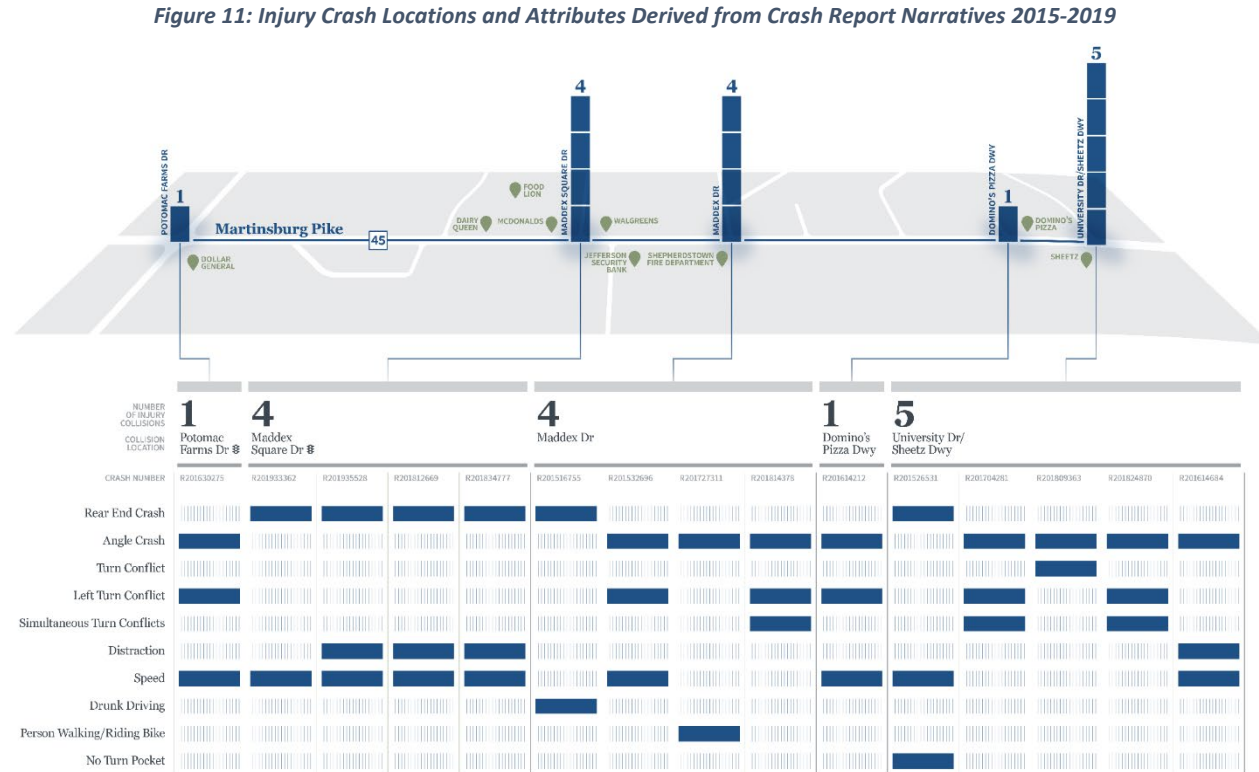 Figure 11: Injury Crash Locations and Attributes Derived from Crash Report Narratives 2015-2019
5
4
4
POTOMAC FARMS DR
MADDEX SQUARE DR
MADDEX DR
DOMINO'S PIZZA DWY
UNIVERSITY DR/SHEETZ DWY
1
1
FOOD
LION
DAIRY
QUEEN
MCDONALDS
WALGREENS
DOMINO'S
PIZZA
Martinsburg Pike
45
DOLLAR
GENERAL
JEFFERSON
SECURITY
BANK
SHEPHERDSTOWN
FIRE DEPARTMENT
SHEETZ
NUMBER
OF INJURY
COLLISIONS
1
4
4
1
5
COLLISION
LOCATION
Potomac
Farms Dr
Maddex
Square Dr
Maddex Dr
Domino's
Pizza Dwy
University Dr/
Sheetz Dwy
CRASH NUMBER R201630275 R201933362 R201935528 R201812669 R201834777 R201516755 R201532696 R201727311 R201814376 R201614212 R201526531 R201704281 R201809363 R201824870 R201614684
Rear End Crash
Angle Crash
Turn Conflict
Left Turn Conflict
Simultaneous Turn Conflicts
Distraction
Speed
Drunk Driving
Person Walking/Riding Bike
No Turn Pocket